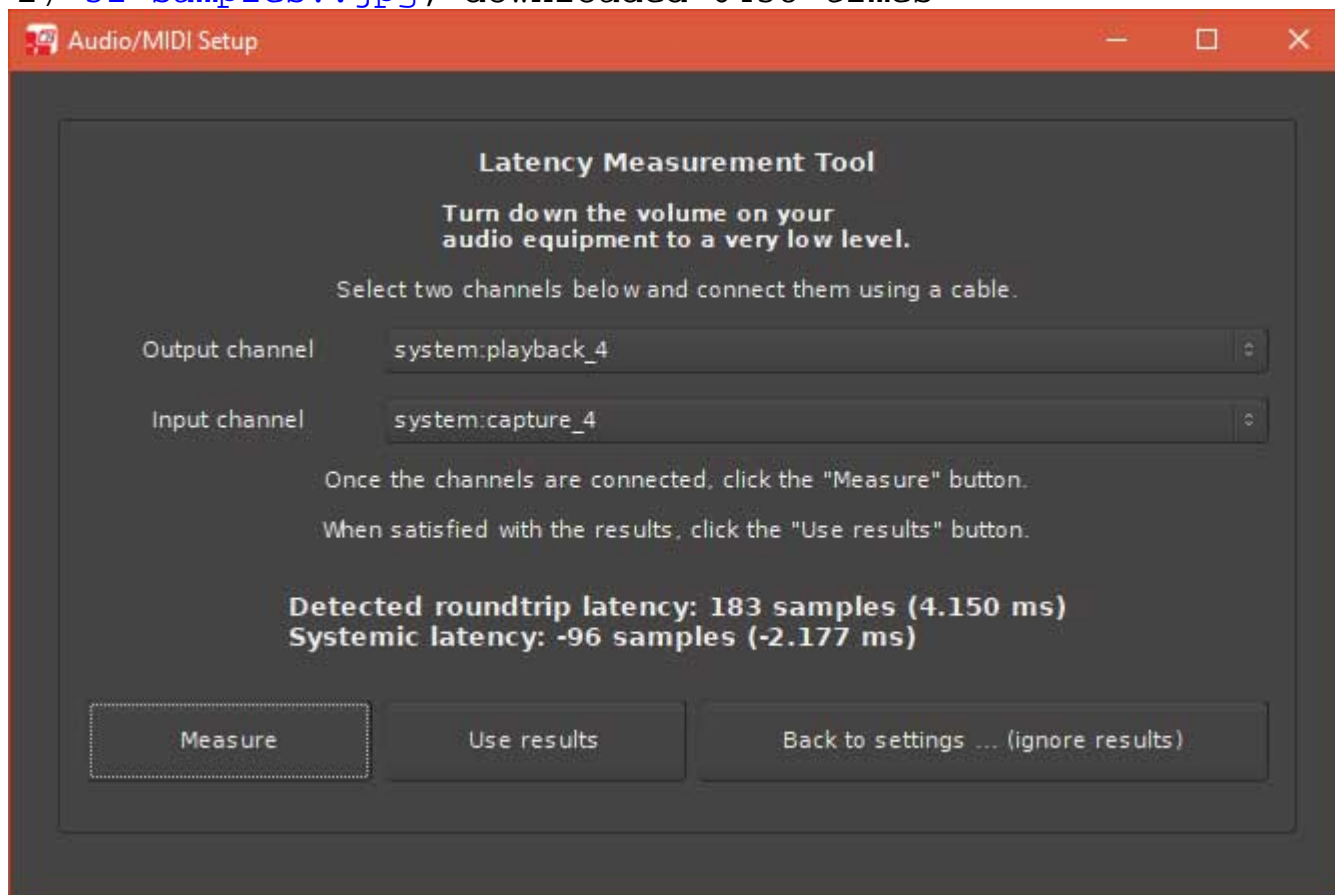 Audio/MIDI Setup
Latency Measurement Tool
Turn down the volume on your
audio equipment to a very low level.
Select two channels below and connect them using a cable.
Output channel system:playback_4
Input channel system:capture_4
Once the channels are connected, click the "Measure" button.
When satisfied with the results, click the "Use results" button.
Detected roundtrip latency: 183 samples (4.150 ms)
Systemic latency: -96 samples (-2.177 ms)
Measure Use results Back to settings ... (ignore results)